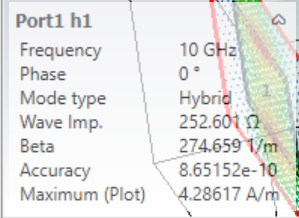 Port1 h1
Frequency 10 GHz
Phase 0 °
Mode type Hybrid
Wave Imp. 252.601 Ω
Beta 274.659 1/m
Accuracy 8.65152e-10
Maximum (Plot) 4.28617 A/m
1